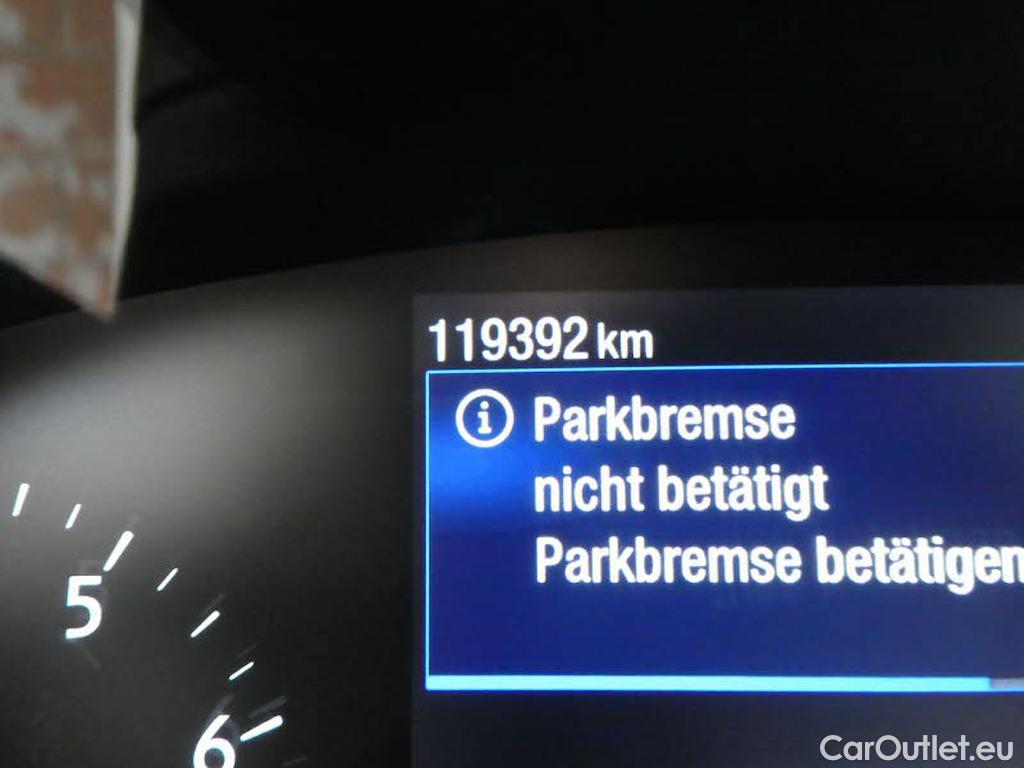 119392 km
Parkbremse
nicht betätigt
Parkbremse betätigen
5
6
CarOutlet.eu